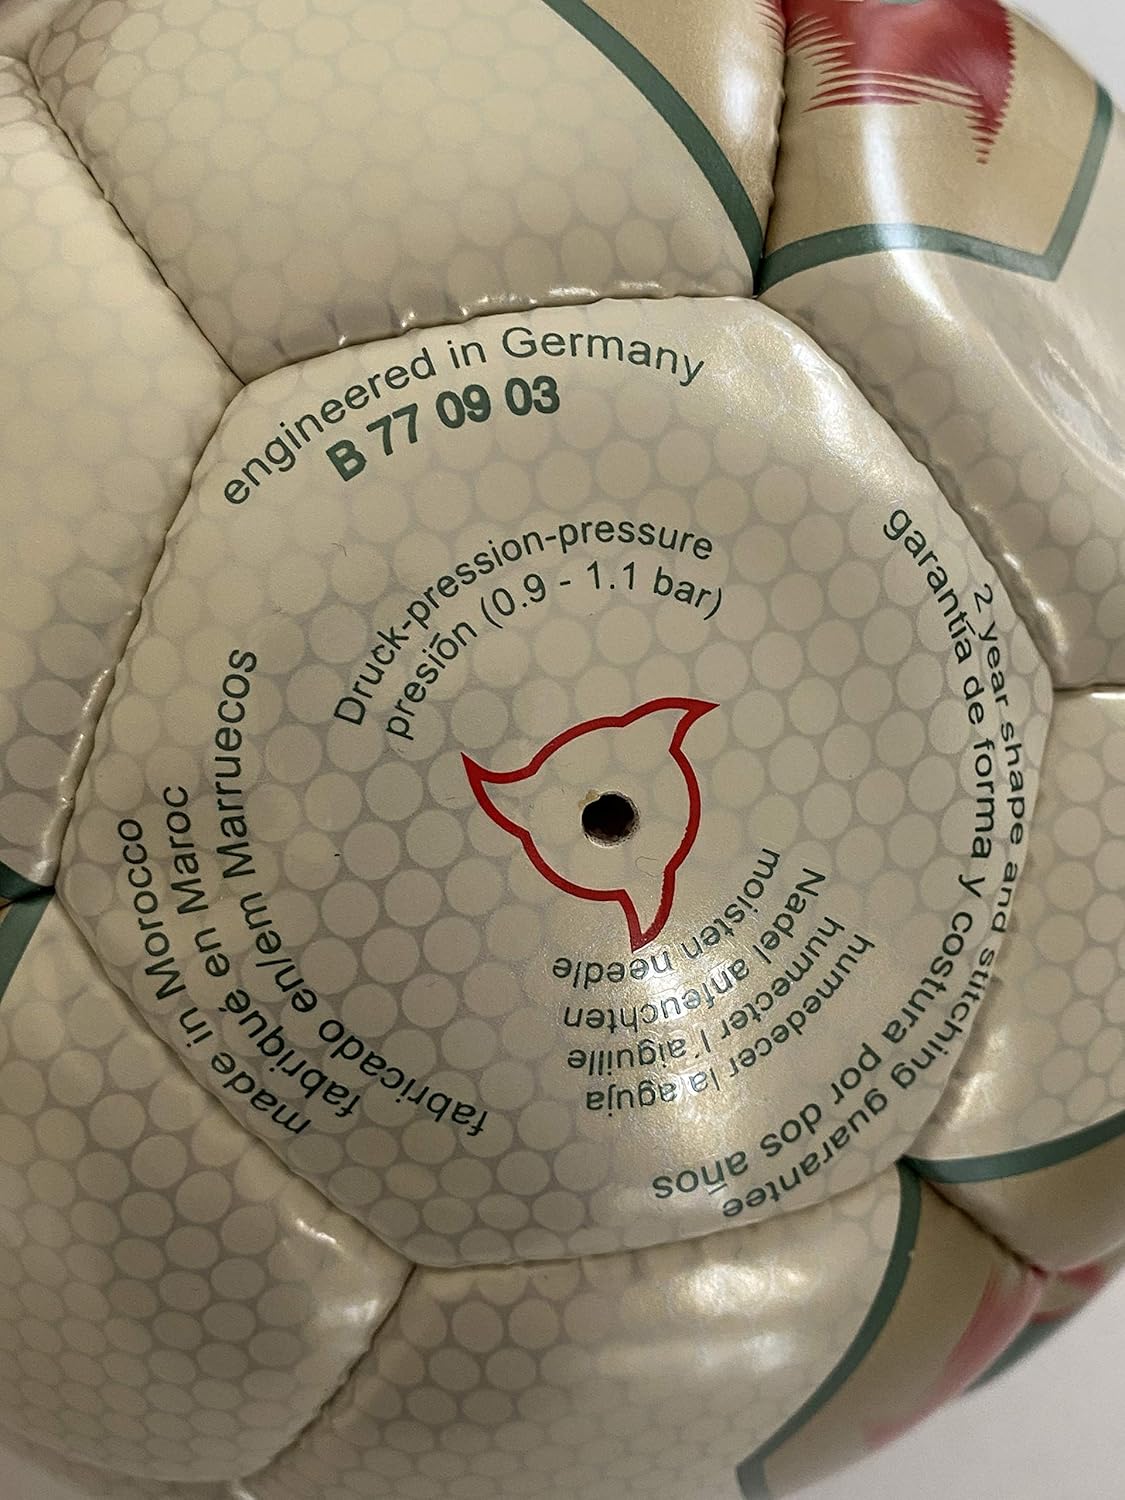 engineered in Germany
B 77 09 03
Druck-pression-pressure
presiōn (0.9 - 1.1 bar)
2 year shape and stitching guarantee
garantīa de forma y costura por dos años
moisten needle
Nadel anfeuchten
humecter l'aiguille
humedecer la aguja
made in Morocco
fabriqué en Maroc
fabricado en/em Marruecos